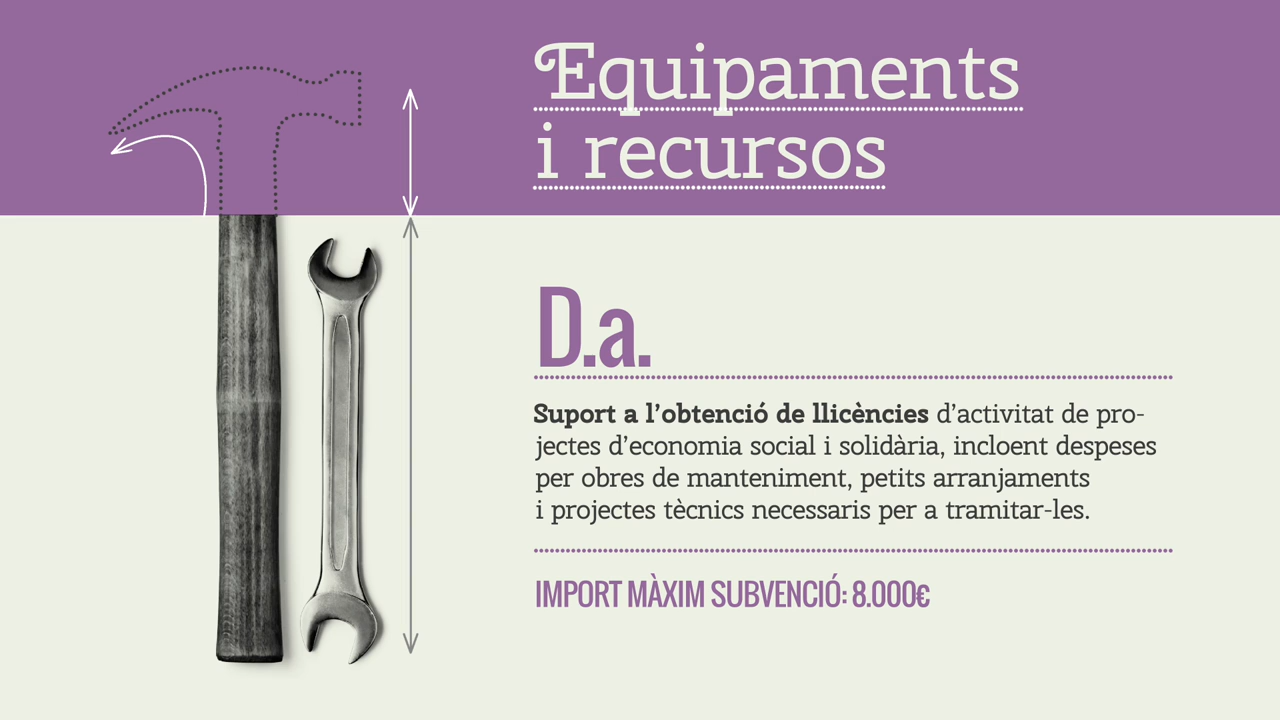 Equipaments
i recursos
D.a.
Suport a l’obtenció de llicències d’activitat de pro-
jectes d’economia social i solidària, incloent despeses
per obres de manteniment, petits arranjaments
i projectes tècnics necessaris per a tramitar-les.
IMPORT MÀXIM SUBVENCIÓ: 8.000€